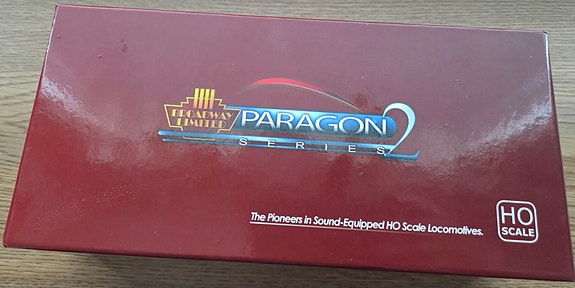 BROADWAY
LIMITED
PARAGON 2
SERIES
The Pioneers in Sound-Equipped HO Scale Locomotives.
HO
SCALE